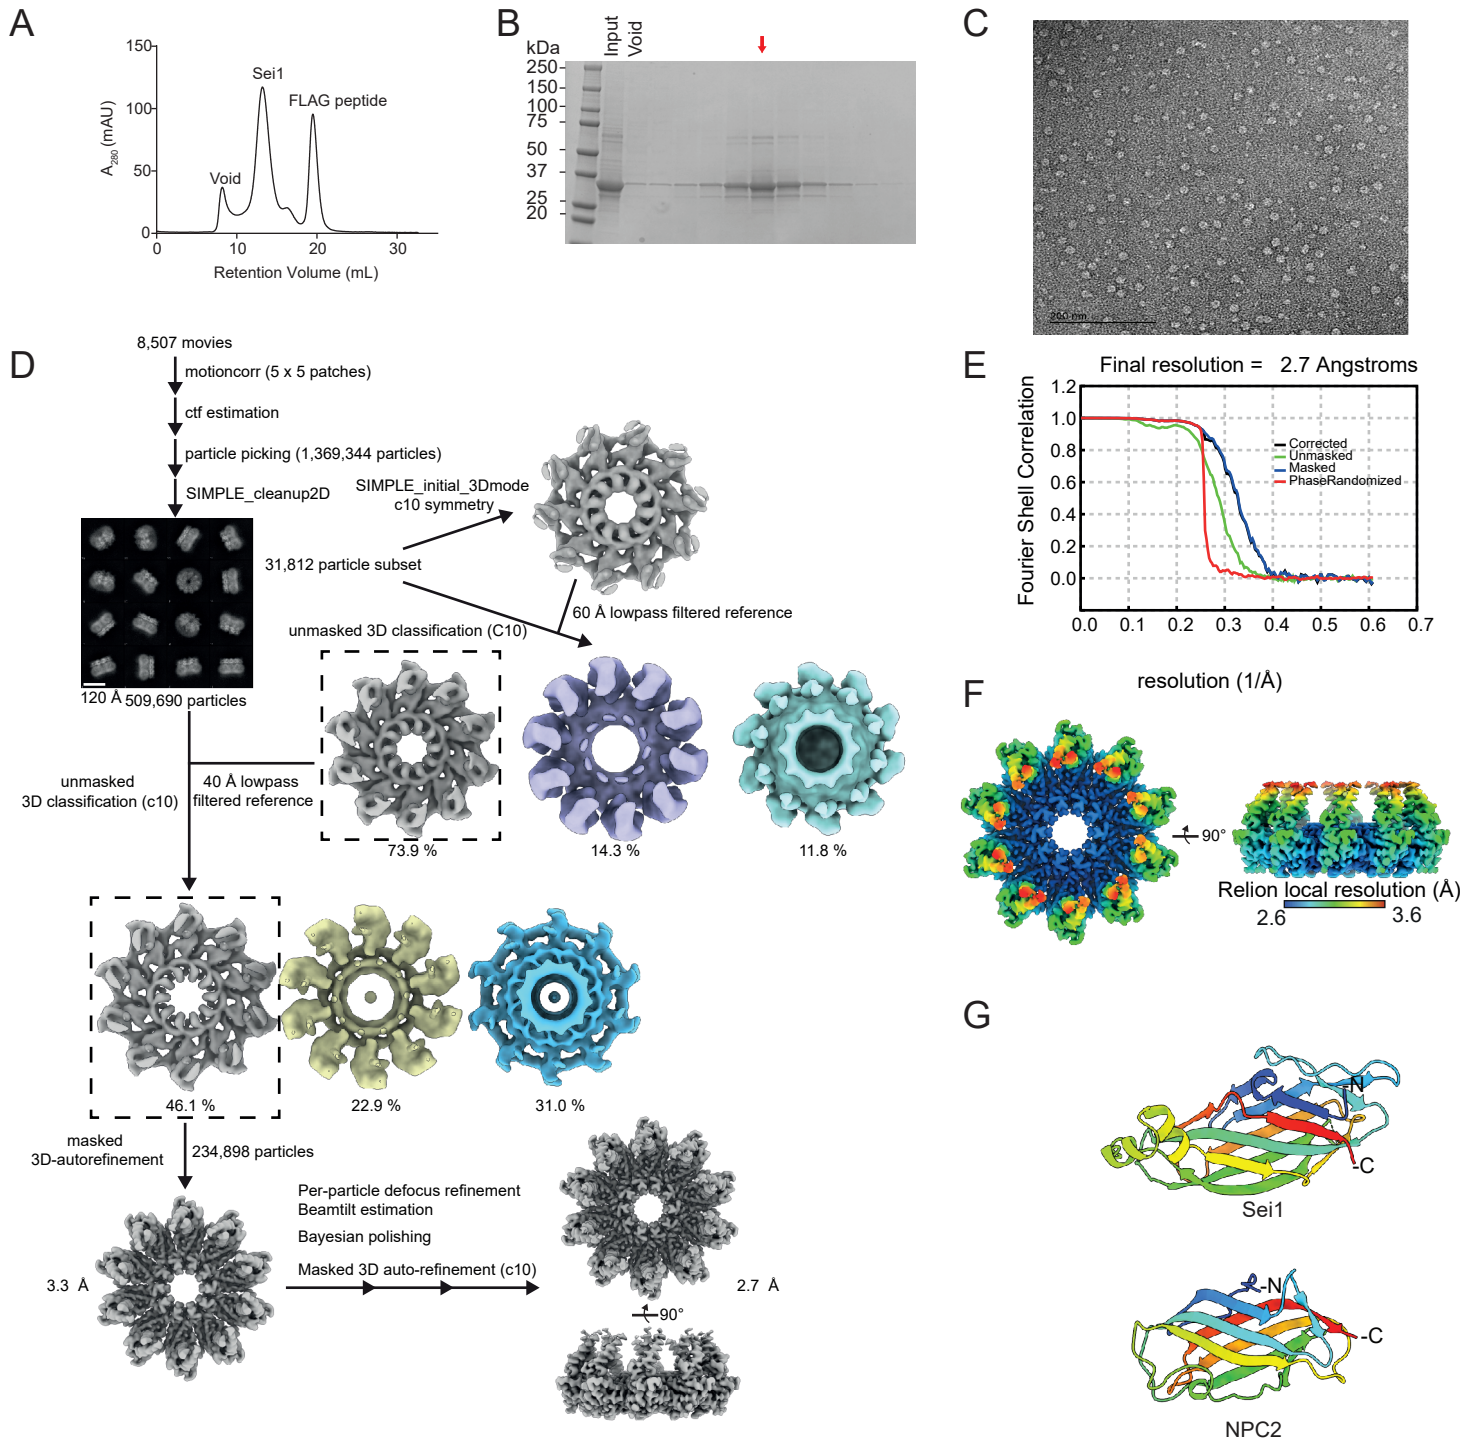 A
150
100
50
0
A280 (mAU)
Void
Sei1
FLAG peptide
0 10 20 30
Retention Volume (mL)
B
kDa
250
150
100
75
50
37
25
20
Input
Void
C
200 nm
D
8,507 movies
motioncorr (5 x 5 patches)
ctf estimation
particle picking (1,369,344 particles)
SIMPLE_cleanup2D
120 Å 509,690 particles
SIMPLE_initial_3Dmode
c10 symmetry
31,812 particle subset
60 Å lowpass filtered reference
unmasked 3D classification (C10)
73.9 %
14.3 %
11.8 %
unmasked
3D classification (c10)
40 Å lowpass
filtered reference
46.1 %
22.9 %
31.0 %
masked
3D-autorefinement
234,898 particles
3.3 Å
Per-particle defocus refinement
Beamtilt estimation
Bayesian polishing
Masked 3D auto-refinement (c10)
2.7 Å
90°
E
Final resolution = 2.7 Angstroms
Fourier Shell Correlation
1.2
1.0
0.8
0.6
0.4
0.2
0.0
Corrected
Unmasked
Masked
PhaseRandomized
0.0 0.1 0.2 0.3 0.4 0.5 0.6 0.7
resolution (1/Å)
F
90°
Relion local resolution (Å)
2.6 3.6
G
-N
-C
Sei1
-N
-C
NPC2